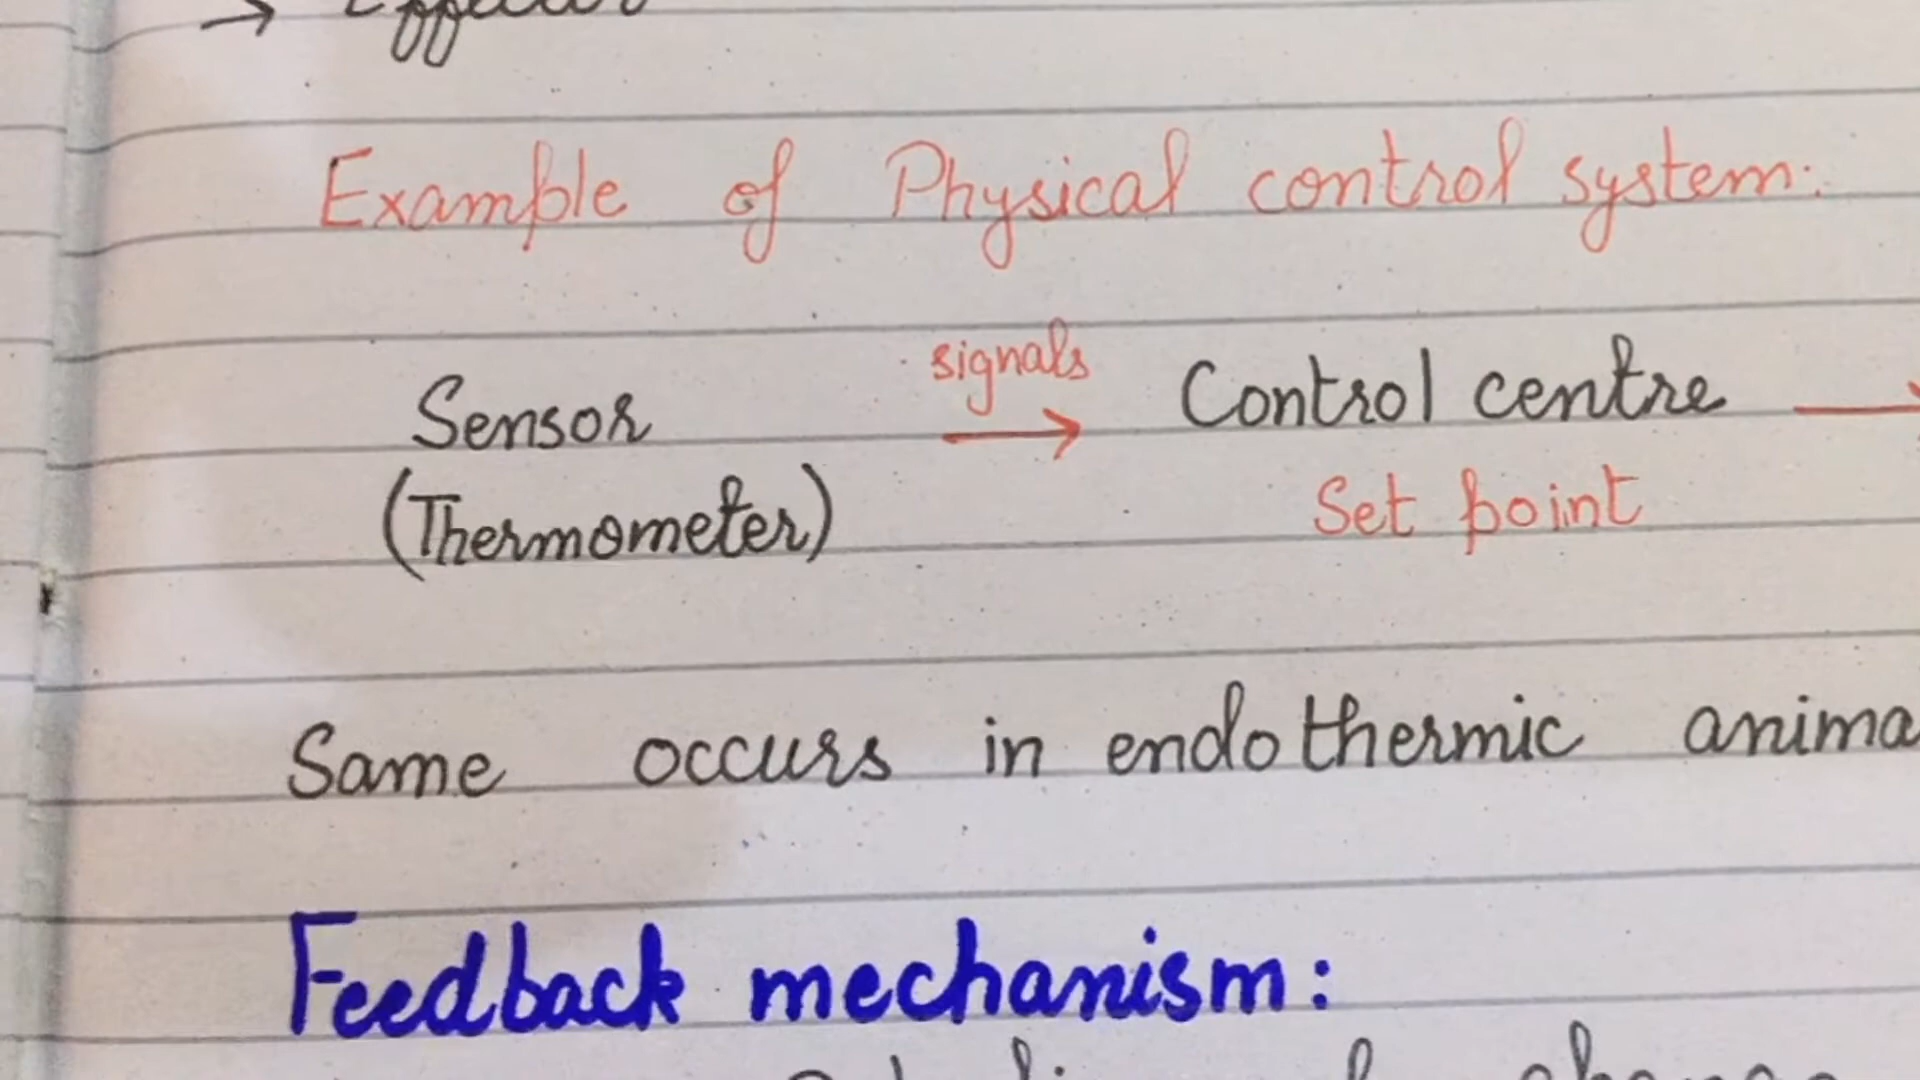 → Effector
Example of Physical control system:
signals
Sensor → Control centre →
(Thermometer) Set point
Same occurs in endothermic anima
Feedback mechanism: